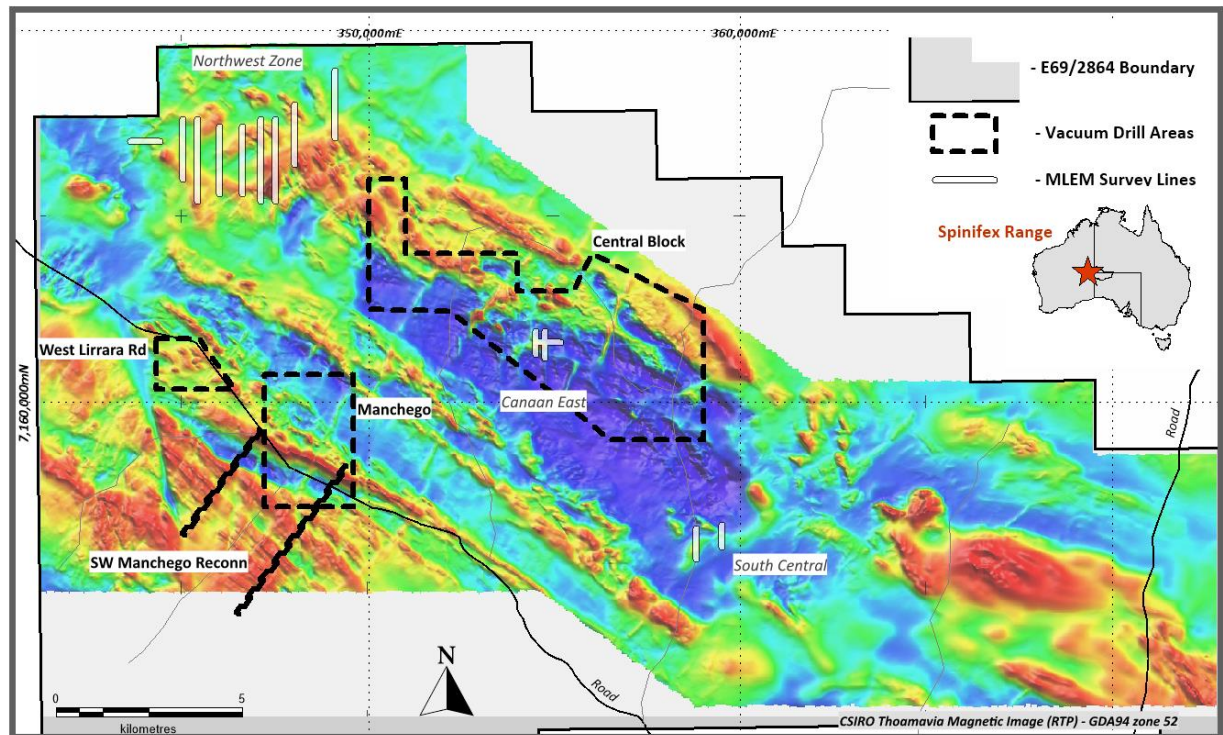 350,000mE
360,000mE
Northwest Zone
- E69/2864 Boundary
- Vacuum Drill Areas
- MLEM Survey Lines
Spinifex Range
Central Block
West Lirrara Rd
Manchego
Canaan East
7,160,000mN
Road
SW Manchego Reconn
South Central
N
Road
0 5
kilometres
CSIRO Thoamavia Magnetic Image (RTP) - GDA94 zone 52